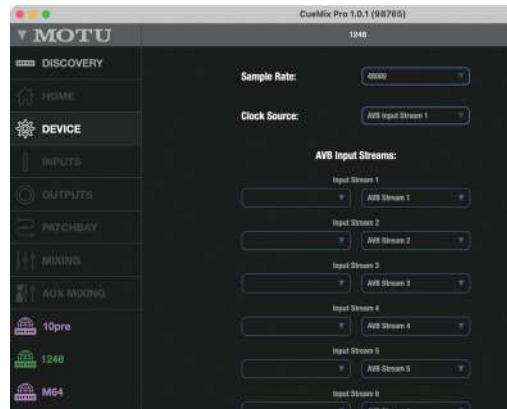 CueMix Pro 1.0.1 (98765)
MOTU
1248
DISCOVERY
HOME
DEVICE
INPUTS
OUTPUTS
PATCHBAY
MIXING
AUX MIXING
10pre
1248
M64
Sample Rate:
48000
Clock Source:
AVB Input Stream 1
AVB Input Streams:
Input Stream 1
AVB Stream 1
Input Stream 2
AVB Stream 2
Input Stream 3
AVB Stream 3
Input Stream 4
AVB Stream 4
Input Stream 5
AVB Stream 5
Input Stream 6